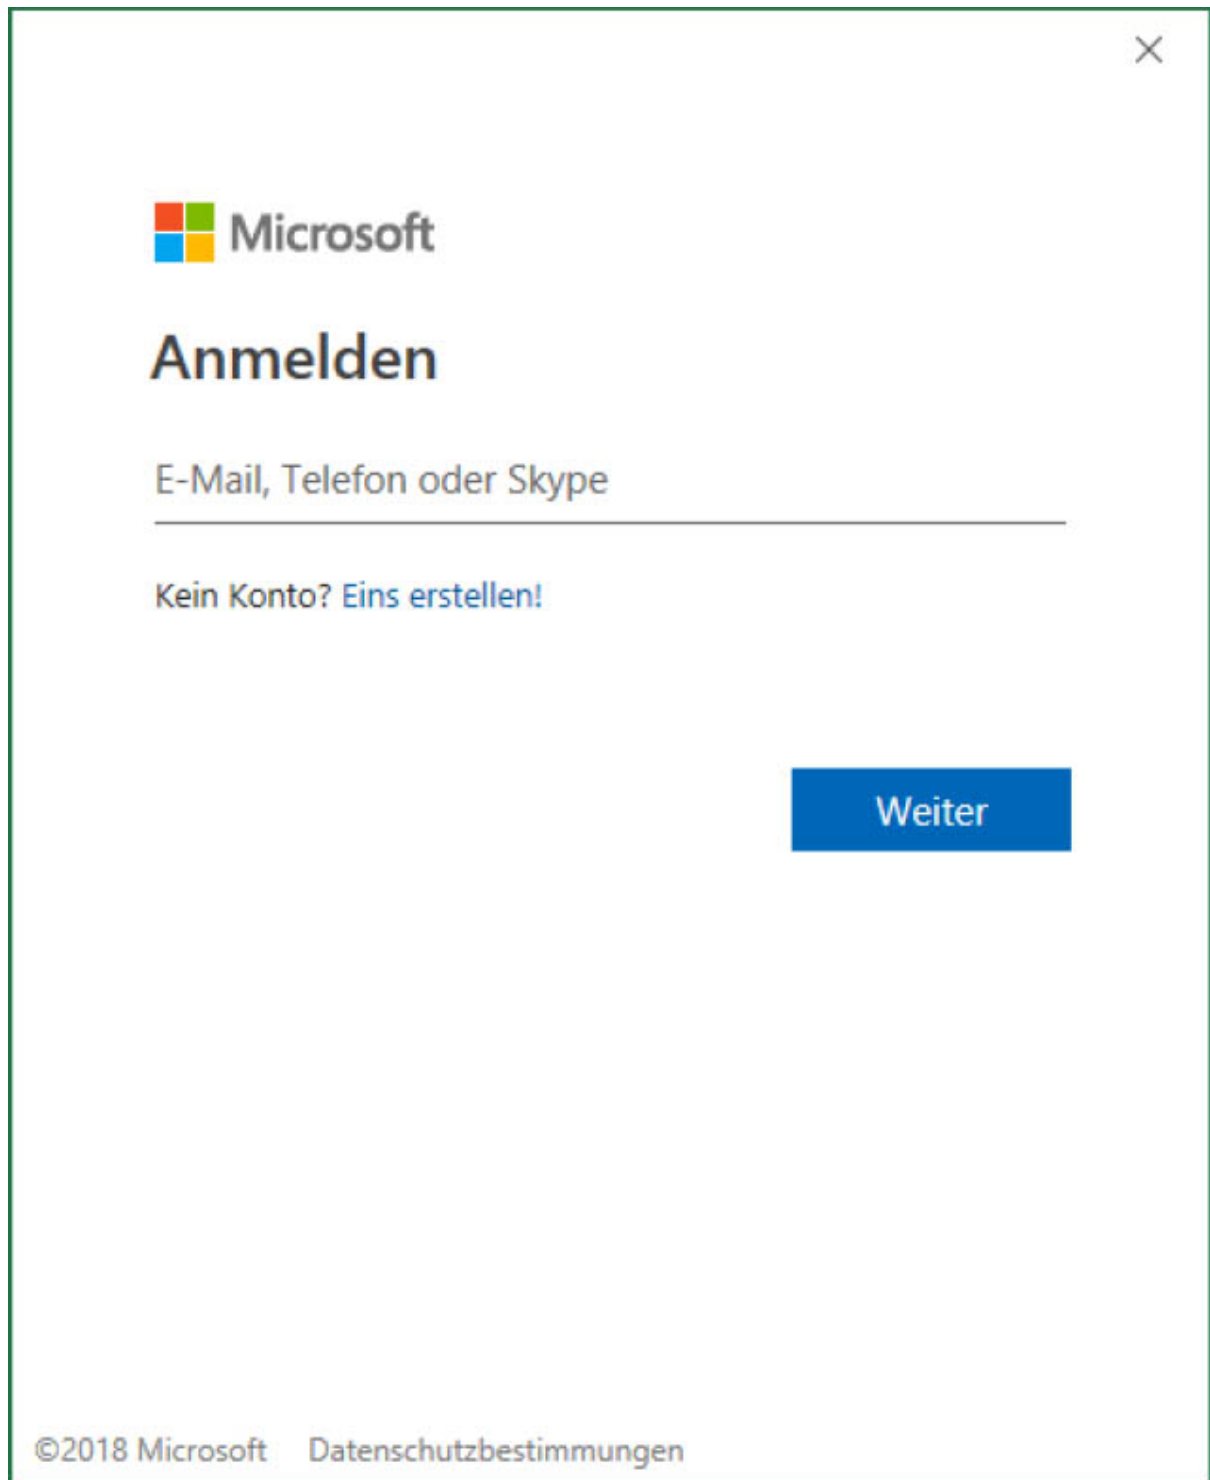 Microsoft
Anmelden
E-Mail, Telefon oder Skype
Kein Konto? Eins erstellen!
Weiter
©2018 Microsoft Datenschutzbestimmungen